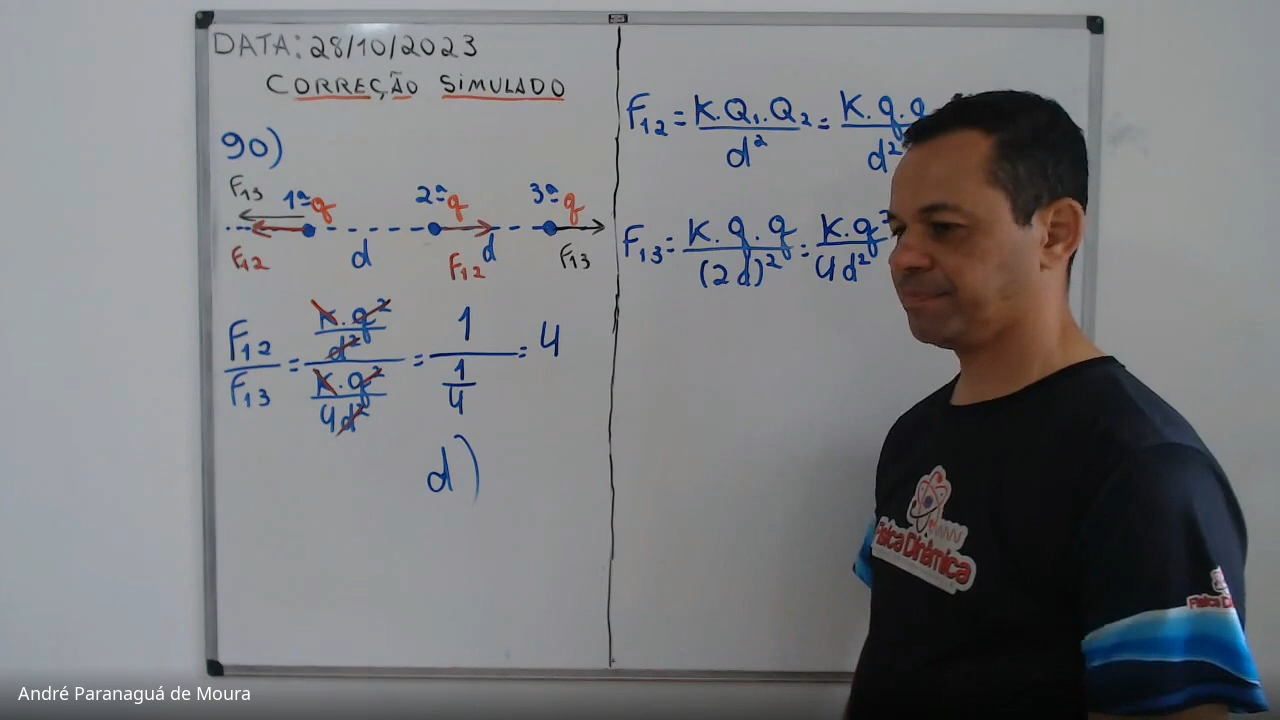 DATA: 28/10/2023
CORREÇÃO SIMULADO
90)
F13 1ª q 2ª q 3ª q
F12 d F12 d F13
F12/F13 = (K.q²/d²)/(K.q²/4d²) = 1/(1/4) = 4
d)
F12 = K.Q1.Q2/d² = K.q.q/d²
F13 = K.q.q/(2d)² = K.q²/4d²
Física Dinâmica
André Paranaguá de Moura